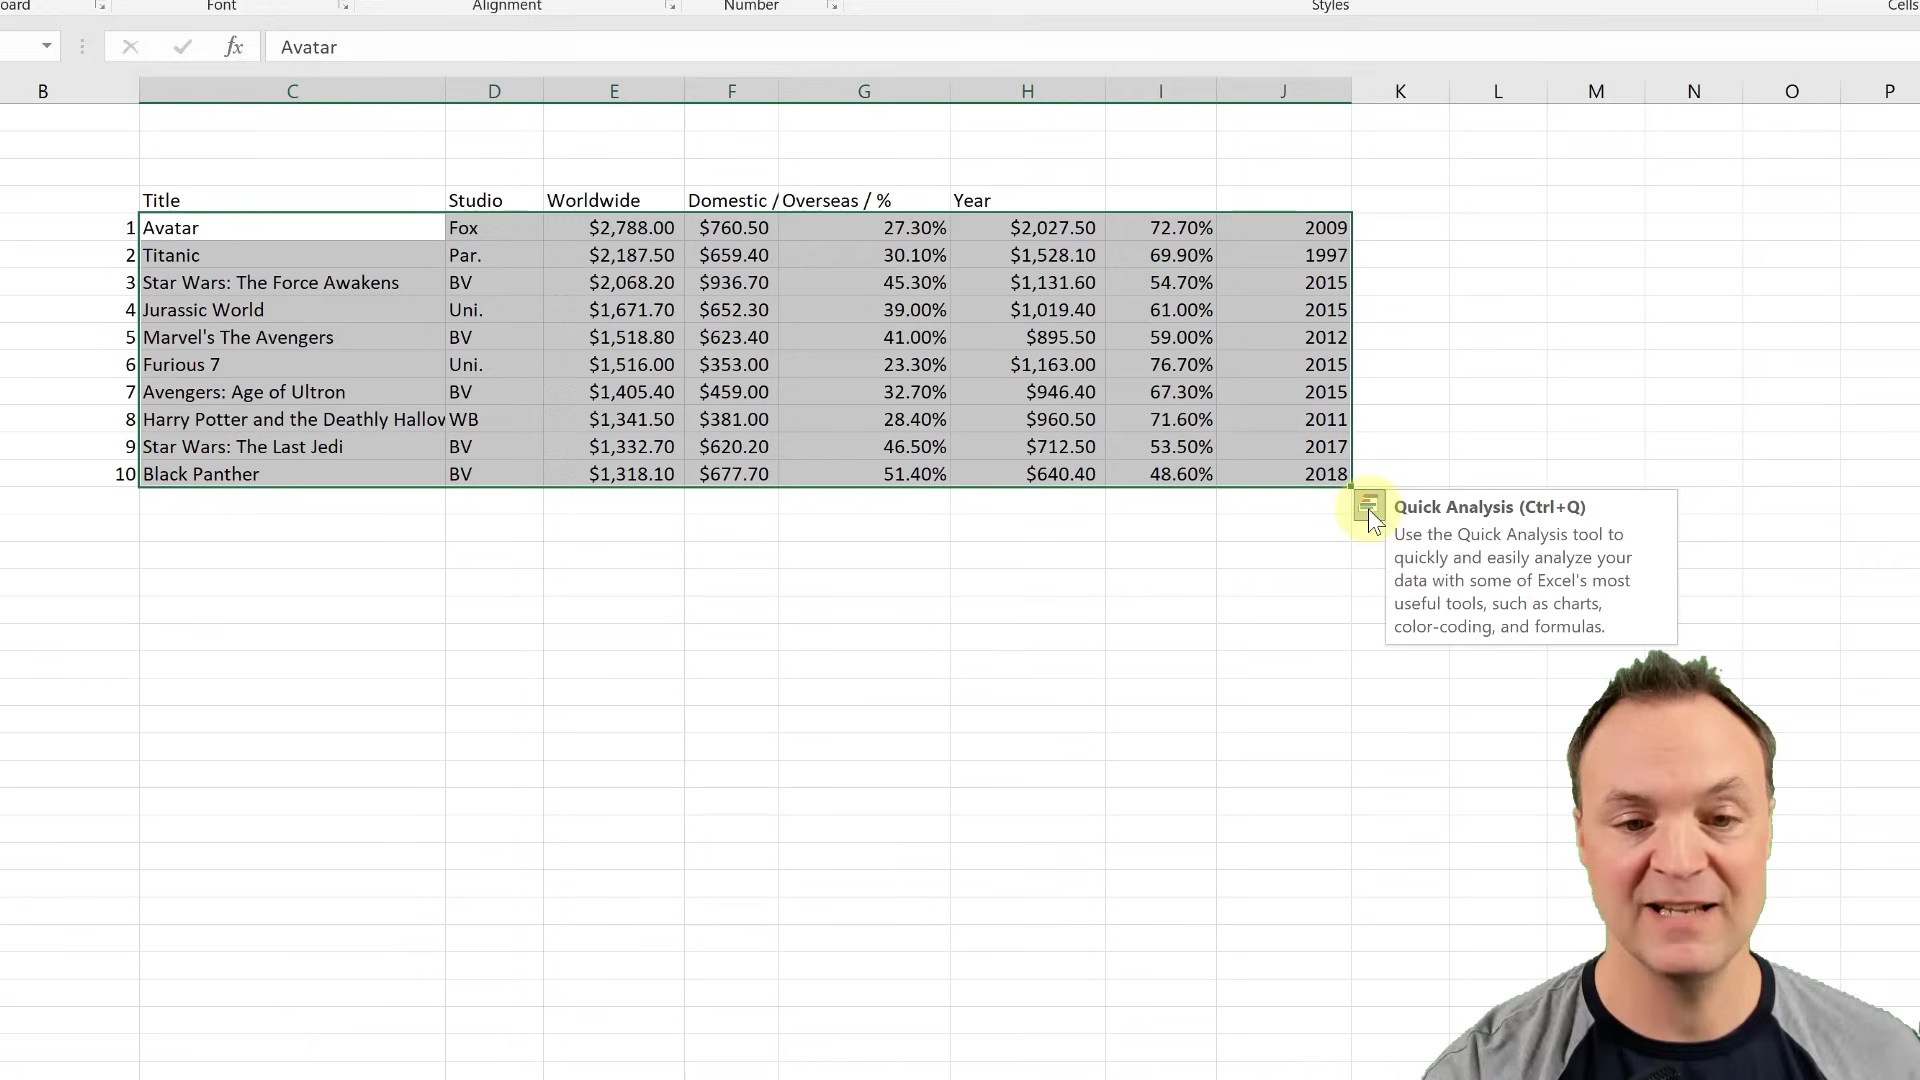 oard Font Alignment Number Styles Cells
fx Avatar
B C D E F G H I J K L M N O P
Title Studio Worldwide Domestic / Overseas / % Year
1 Avatar Fox $2,788.00 $760.50 27.30% $2,027.50 72.70% 2009
2 Titanic Par. $2,187.50 $659.40 30.10% $1,528.10 69.90% 1997
3 Star Wars: The Force Awakens BV $2,068.20 $936.70 45.30% $1,131.60 54.70% 2015
4 Jurassic World Uni. $1,671.70 $652.30 39.00% $1,019.40 61.00% 2015
5 Marvel's The Avengers BV $1,518.80 $623.40 41.00% $895.50 59.00% 2012
6 Furious 7 Uni. $1,516.00 $353.00 23.30% $1,163.00 76.70% 2015
7 Avengers: Age of Ultron BV $1,405.40 $459.00 32.70% $946.40 67.30% 2015
8 Harry Potter and the Deathly Hallov WB $1,341.50 $381.00 28.40% $960.50 71.60% 2011
9 Star Wars: The Last Jedi BV $1,332.70 $620.20 46.50% $712.50 53.50% 2017
10 Black Panther BV $1,318.10 $677.70 51.40% $640.40 48.60% 2018
Quick Analysis (Ctrl+Q)
Use the Quick Analysis tool to
quickly and easily analyze your
data with some of Excel's most
useful tools, such as charts,
color-coding, and formulas.